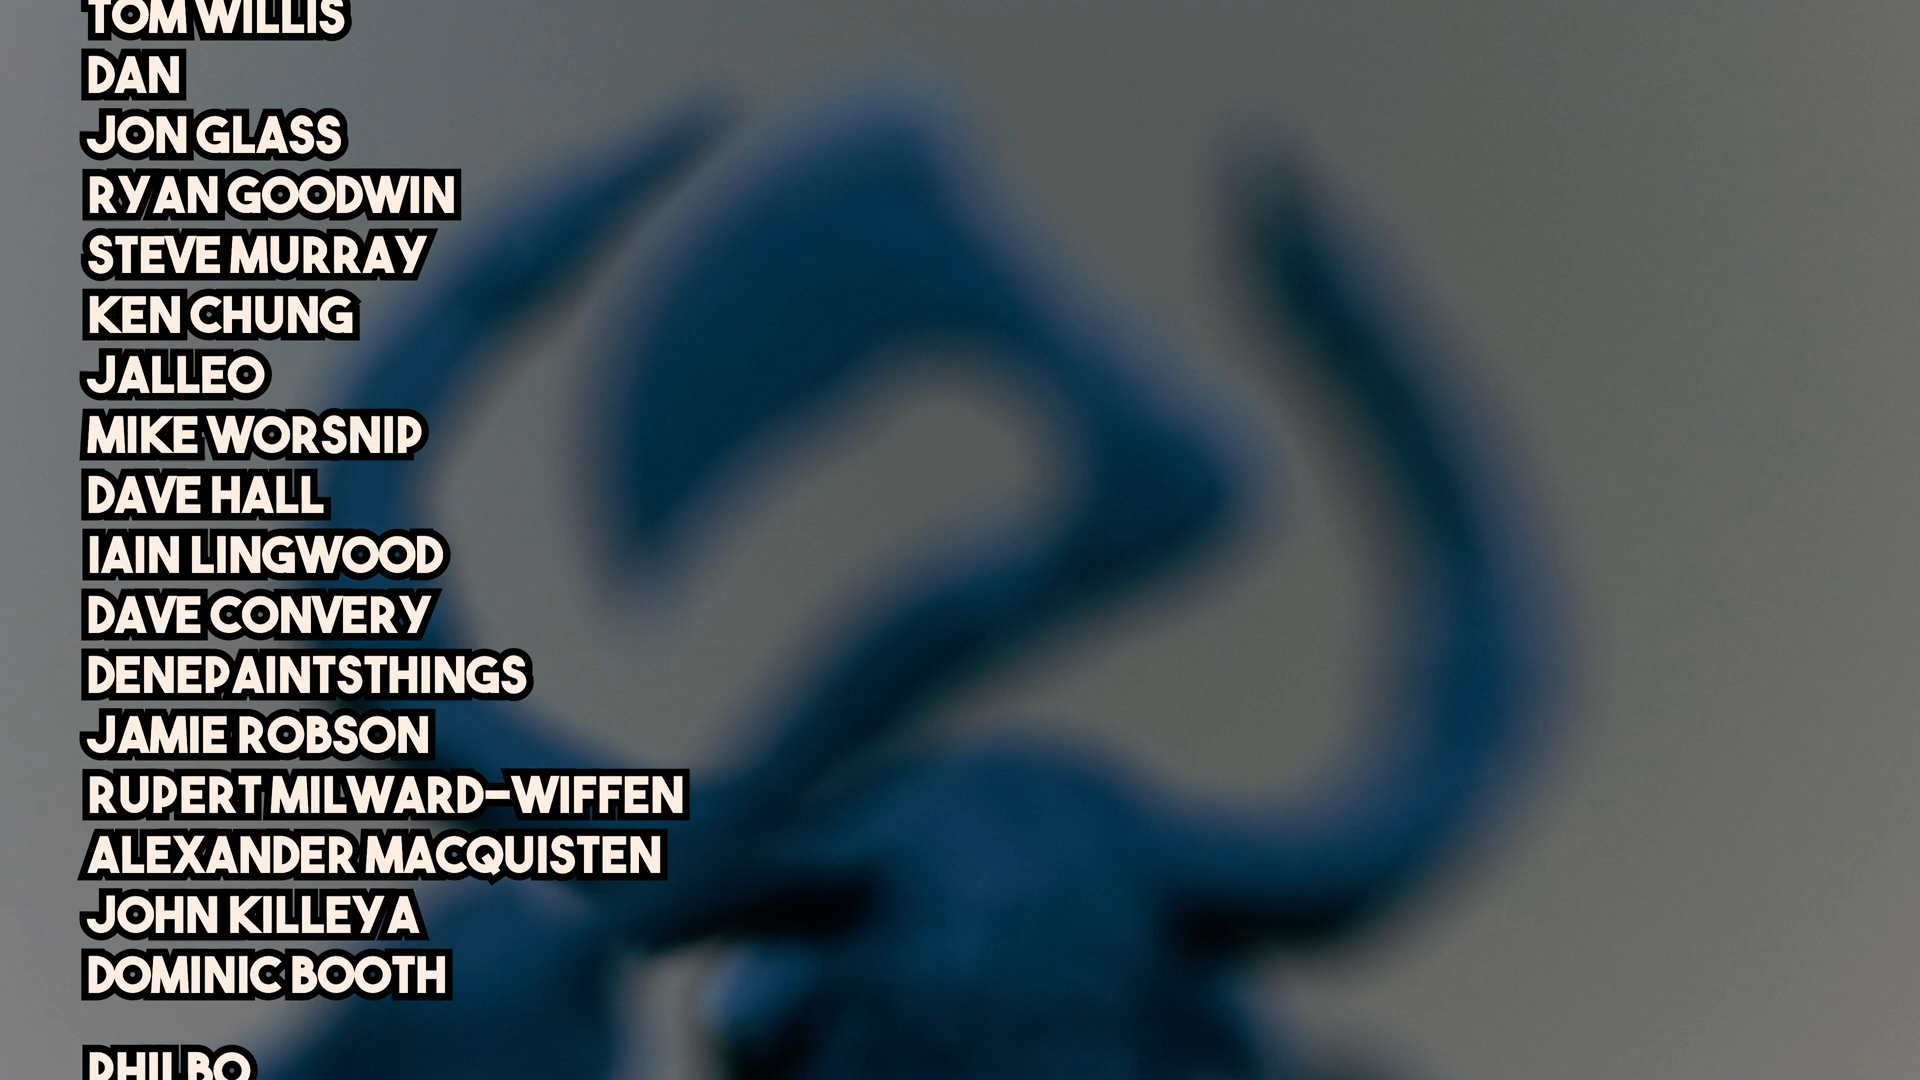 TOM WILLIS
DAN
JON GLASS
RYAN GOODWIN
STEVE MURRAY
KEN CHUNG
JALLEO
MIKE WORSNIP
DAVE HALL
IAIN LINGWOOD
DAVE CONVERY
DENEPAINTSTHINGS
JAMIE ROBSON
RUPERT MILWARD-WIFFEN
ALEXANDER MACQUISTEN
JOHN KILLEYA
DOMINIC BOOTH
PHILBO